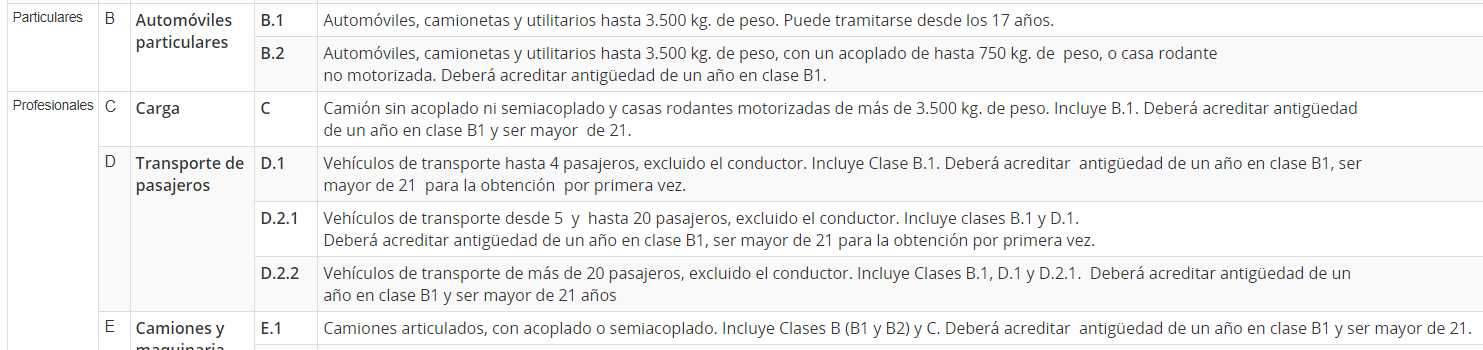 Particulares B Automóviles particulares B.1 Automóviles, camionetas y utilitarios hasta 3.500 kg. de peso. Puede tramitarse desde los 17 años.
B.2 Automóviles, camionetas y utilitarios hasta 3.500 kg. de peso, con un acoplado de hasta 750 kg. de peso, o casa rodante
no motorizada. Deberá acreditar antigüedad de un año en clase B1.
Profesionales C Carga C Camión sin acoplado ni semiacoplado y casas rodantes motorizadas de más de 3.500 kg. de peso. Incluye B.1. Deberá acreditar antigüedad
de un año en clase B1 y ser mayor de 21.
D Transporte de pasajeros D.1 Vehículos de transporte hasta 4 pasajeros, excluido el conductor. Incluye Clase B.1. Deberá acreditar antigüedad de un año en clase B1, ser
mayor de 21 para la obtención por primera vez.
D.2.1 Vehículos de transporte desde 5 y hasta 20 pasajeros, excluido el conductor. Incluye clases B.1 y D.1.
Deberá acreditar antigüedad de un año en clase B1, ser mayor de 21 para la obtención por primera vez.
D.2.2 Vehículos de transporte de más de 20 pasajeros, excluido el conductor. Incluye Clases B.1, D.1 y D.2.1. Deberá acreditar antigüedad de un
año en clase B1 y ser mayor de 21 años
E Camiones y maquinaria E.1 Camiones articulados, con acoplado o semiacoplado. Incluye Clases B (B1 y B2) y C. Deberá acreditar antigüedad de un año en clase B1 y ser mayor de 21.